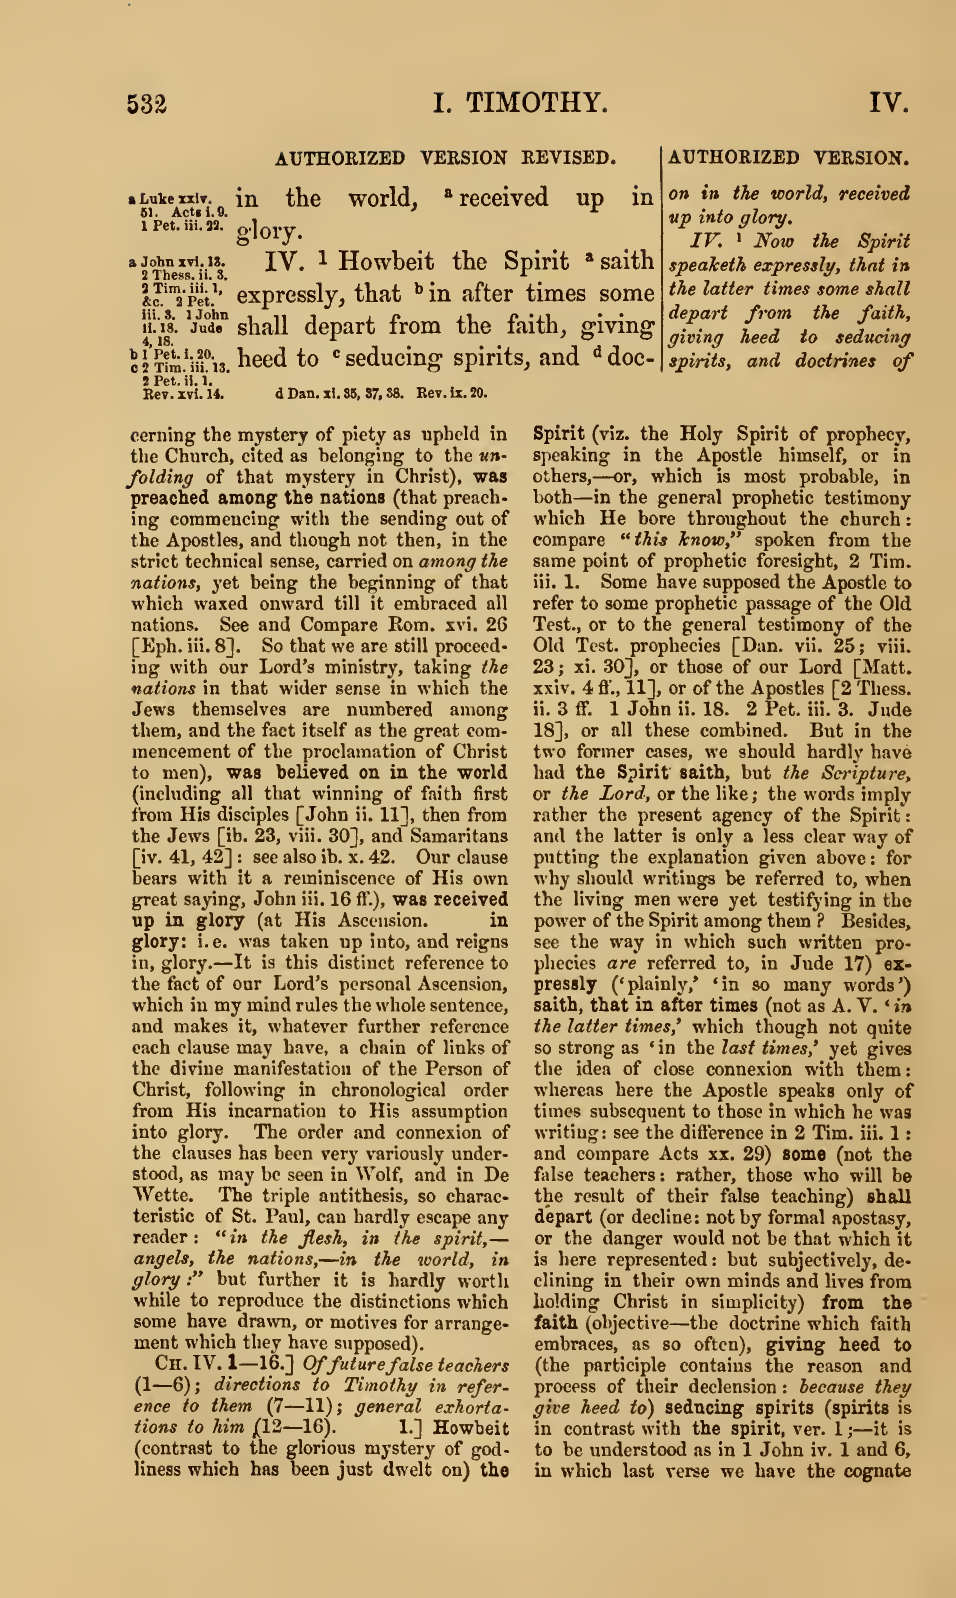 532
I. TIMOTHY.
IV.
AUTHORIZED VERSION REVISED.
a Luke xxiv.
51. Acts i. 9.
1 Pet. iii. 22.
a John xvi. 13.
2 Thess. ii. 3.
2 Tim. iii. 1,
&c. 2 Pet.
iii. 3. 1 John
ii. 18. Jude
4, 18.
b 1 Pet. i. 20.
c 2 Tim. iii. 13.
2 Pet. ii. 1.
Rev. xvi. 14.
in the world, a received up in
glory.
IV. 1 Howbeit the Spirit a saith
expressly, that b in after times some
shall depart from the faith, giving
heed to c seducing spirits, and d doc-
d Dan. xi. 35, 37, 38. Rev. ix. 20.
AUTHORIZED VERSION.
on in the world, received
up into glory.
IV. 1 Now the Spirit
speaketh expressly, that in
the latter times some shall
depart from the faith,
giving heed to seducing
spirits, and doctrines of
cerning the mystery of piety as upheld in
the Church, cited as belonging to the un-
folding of that mystery in Christ), was
preached among the nations (that preach-
ing commencing with the sending out of
the Apostles, and though not then, in the
strict technical sense, carried on among the
nations, yet being the beginning of that
which waxed onward till it embraced all
nations. See and Compare Rom. xvi. 26
[Eph. iii. 8]. So that we are still proceed-
ing with our Lord's ministry, taking the
nations in that wider sense in which the
Jews themselves are numbered among
them, and the fact itself as the great com-
mencement of the proclamation of Christ
to men), was believed on in the world
(including all that winning of faith first
from His disciples [John ii. 11], then from
the Jews [ib. 23, viii. 30], and Samaritans
[iv. 41, 42]: see also ib. x. 42. Our clause
bears with it a reminiscence of His own
great saying, John iii. 16 ff.), was received
up in glory (at His Ascension. in
glory: i. e. was taken up into, and reigns
in, glory.—It is this distinct reference to
the fact of our Lord's personal Ascension,
which in my mind rules the whole sentence,
and makes it, whatever further reference
each clause may have, a chain of links of
the divine manifestation of the Person of
Christ, following in chronological order
from His incarnation to His assumption
into glory. The order and connexion of
the clauses has been very variously under-
stood, as may be seen in Wolf, and in De
Wette. The triple antithesis, so charac-
teristic of St. Paul, can hardly escape any
reader: "in the flesh, in the spirit,—
angels, the nations,—in the world, in
glory:" but further it is hardly worth
while to reproduce the distinctions which
some have drawn, or motives for arrange-
ment which they have supposed).
CH. IV. 1—16.] Of future false teachers
(1—6); directions to Timothy in refer-
ence to them (7—11); general exhorta-
tions to him (12—16). 1.] Howbeit
(contrast to the glorious mystery of god-
liness which has been just dwelt on) the
Spirit (viz. the Holy Spirit of prophecy,
speaking in the Apostle himself, or in
others,—or, which is most probable, in
both—in the general prophetic testimony
which He bore throughout the church:
compare "this know," spoken from the
same point of prophetic foresight, 2 Tim.
iii. 1. Some have supposed the Apostle to
refer to some prophetic passage of the Old
Test., or to the general testimony of the
Old Test. prophecies [Dan. vii. 25; viii.
23; xi. 30], or those of our Lord [Matt.
xxiv. 4 ff., 11], or of the Apostles [2 Thess.
ii. 3 ff. 1 John ii. 18. 2 Pet. iii. 3. Jude
18], or all these combined. But in the
two former cases, we should hardly have
had the Spirit saith, but the Scripture,
or the Lord, or the like; the words imply
rather the present agency of the Spirit:
and the latter is only a less clear way of
putting the explanation given above: for
why should writings be referred to, when
the living men were yet testifying in the
power of the Spirit among them? Besides,
see the way in which such written pro-
phecies are referred to, in Jude 17) ex-
pressly ('plainly,' 'in so many words')
saith, that in after times (not as A. V. 'in
the latter times,' which though not quite
so strong as 'in the last times,' yet gives
the idea of close connexion with them:
whereas here the Apostle speaks only of
times subsequent to those in which he was
writing: see the difference in 2 Tim. iii. 1:
and compare Acts xx. 29) some (not the
false teachers: rather, those who will be
the result of their false teaching) shall
depart (or decline: not by formal apostasy,
or the danger would not be that which it
is here represented: but subjectively, de-
clining in their own minds and lives from
holding Christ in simplicity) from the
faith (objective—the doctrine which faith
embraces, as so often), giving heed to
(the participle contains the reason and
process of their declension: because they
give heed to) seducing spirits (spirits is
in contrast with the spirit, ver. 1;—it is
to be understood as in 1 John iv. 1 and 6,
in which last verse we have the cognate